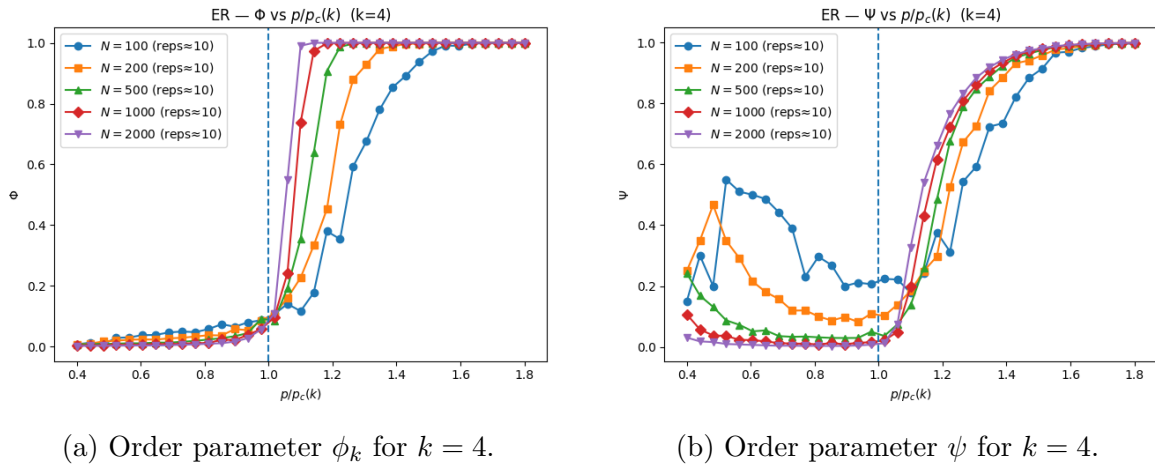 ER — Φ vs p/p_c(k) (k=4)
N = 100 (reps≈10)
N = 200 (reps≈10)
N = 500 (reps≈10)
N = 1000 (reps≈10)
N = 2000 (reps≈10)
1.0
0.8
0.6
0.4
0.2
0.0
Φ
0.4 0.6 0.8 1.0 1.2 1.4 1.6 1.8
p/p_c(k)
(a) Order parameter ϕ_k for k = 4.
ER — Ψ vs p/p_c(k) (k=4)
N = 100 (reps≈10)
N = 200 (reps≈10)
N = 500 (reps≈10)
N = 1000 (reps≈10)
N = 2000 (reps≈10)
1.0
0.8
0.6
0.4
0.2
0.0
Ψ
0.4 0.6 0.8 1.0 1.2 1.4 1.6 1.8
p/p_c(k)
(b) Order parameter ψ for k = 4.